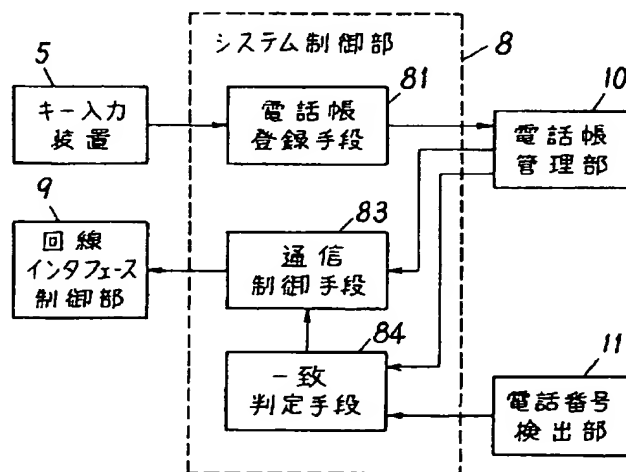 システム制御部
8
5
キー入力
装置
81
電話帳
登録手段
10
電話帳
管理部
9
回線
インタフェース
制御部
83
通信
制御手段
84
一致
判定手段
11
電話番号
検出部